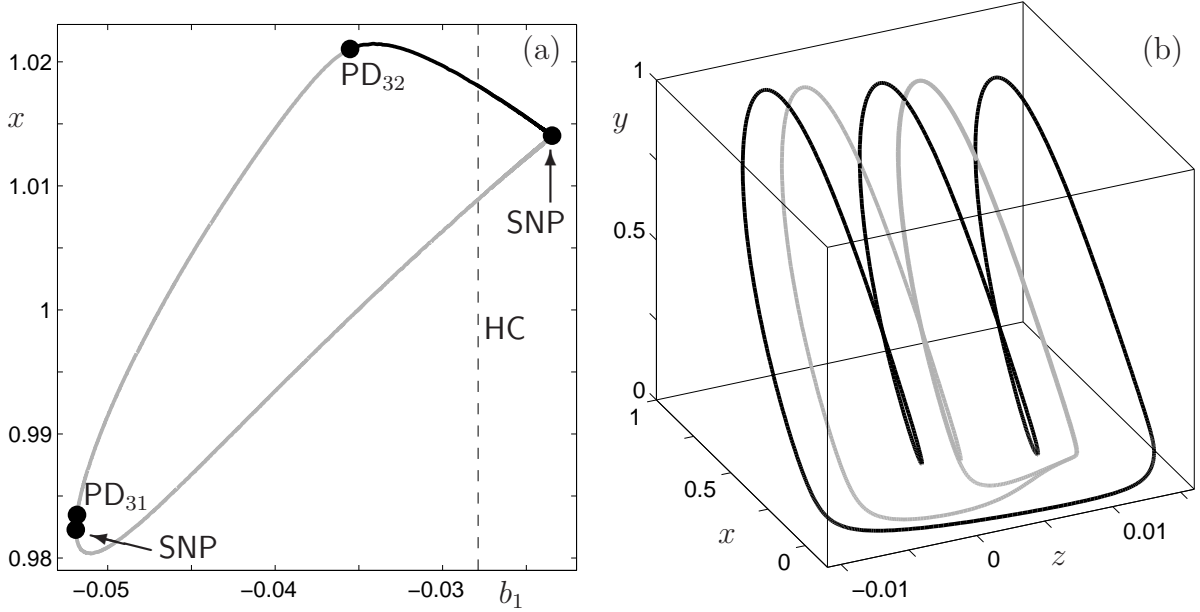 (a)
1.02
PD₃₂
x
1.01
SNP
1
HC
0.99
PD₃₁
SNP
0.98
−0.05
−0.04
−0.03
b₁
(b)
1
y
0.5
0
1
0.5
x
0
−0.01
0
z
0.01